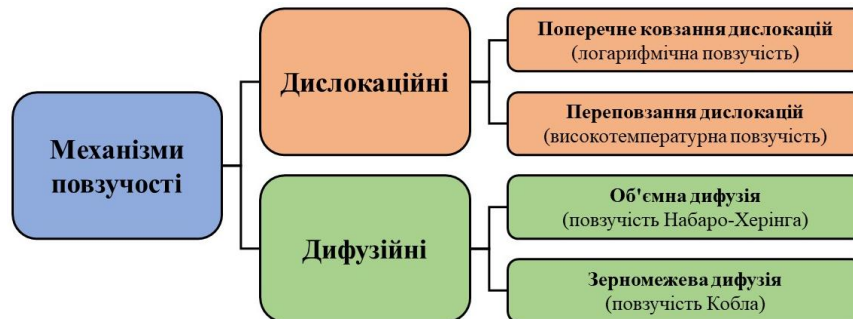 Механізми
повзучості
Дислокаційні
Поперечне ковзання дислокацій
(логарифмічна повзучість)
Переповзання дислокацій
(високотемпературна повзучість)
Дифузійні
Об'ємна дифузія
(повзучість Набаро-Херінга)
Зерномежева дифузія
(повзучість Кобла)